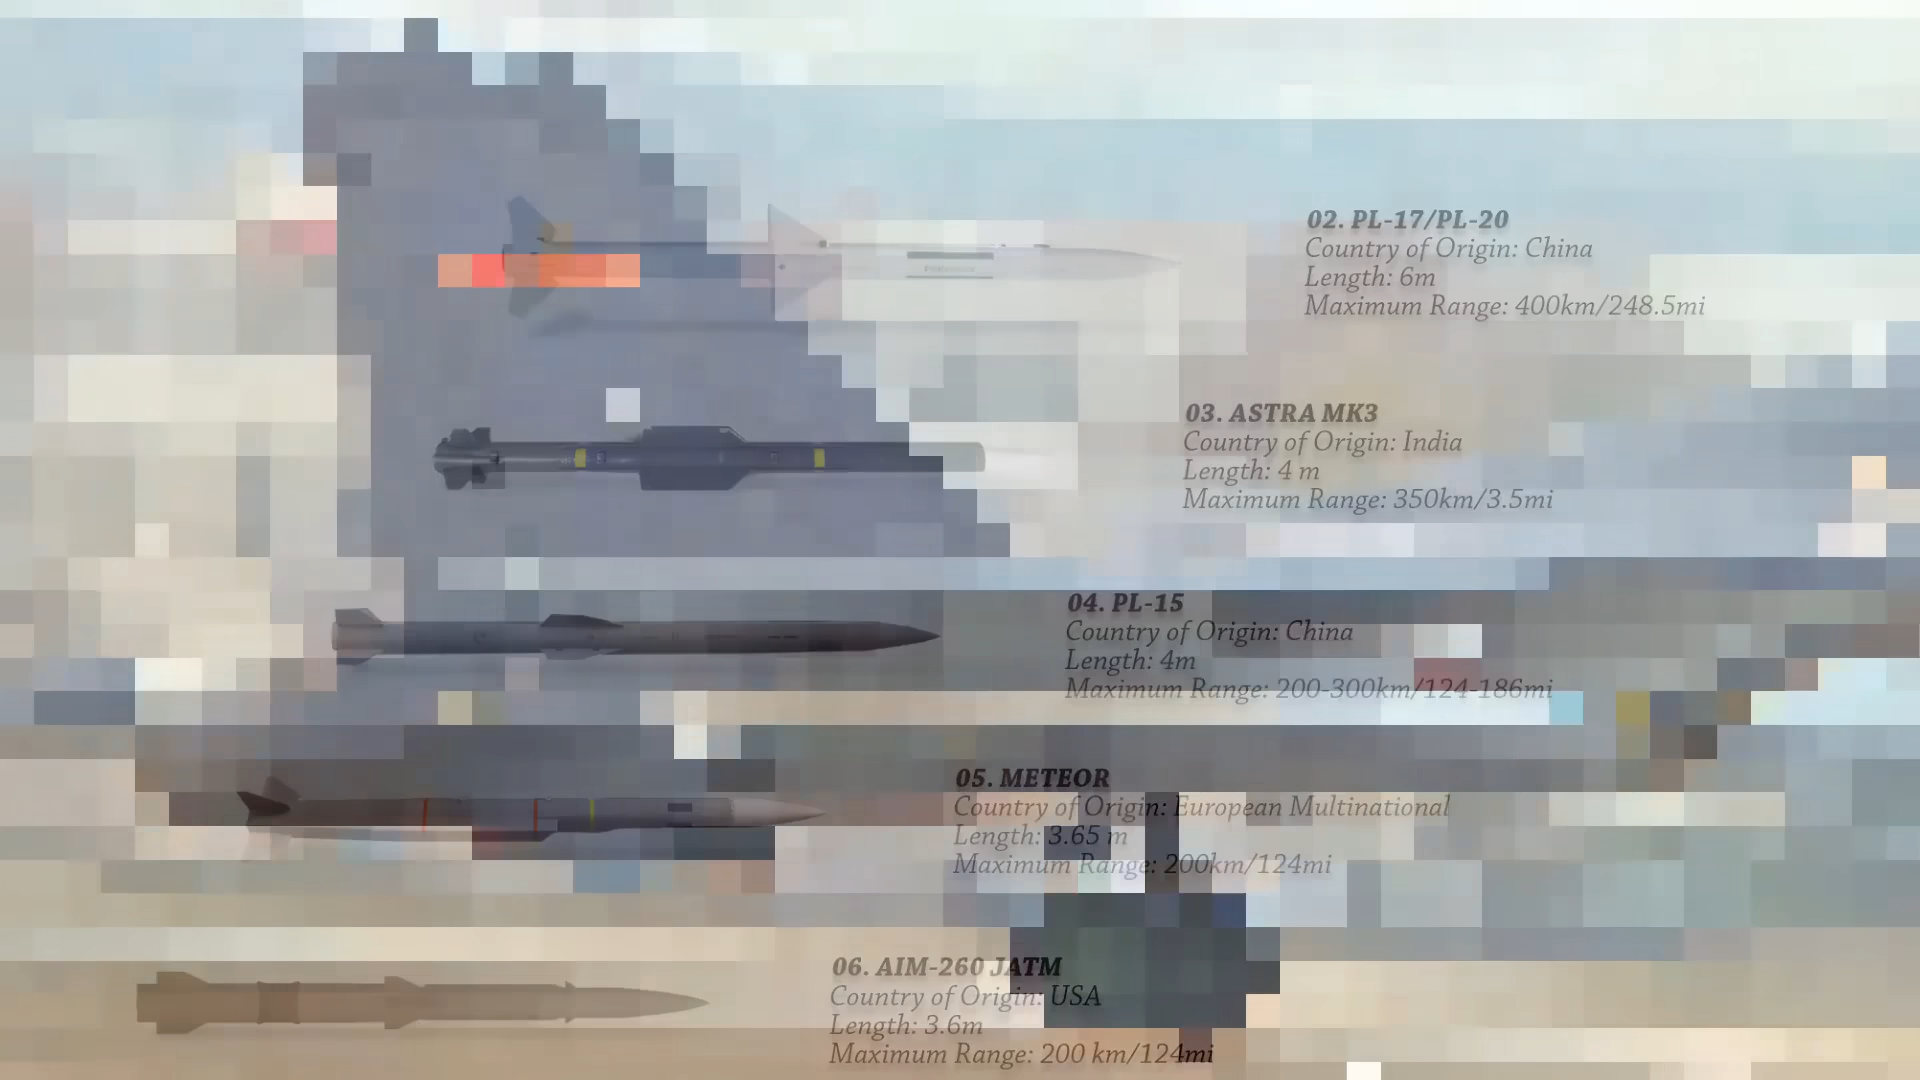 02. PL-17/PL-20
Country of Origin: China
Length: 6m
Maximum Range: 400km/248.5mi
03. ASTRA MK3
Country of Origin: India
Length: 4 m
Maximum Range: 350km/3.5mi
04. PL-15
Country of Origin: China
Length: 4m
Maximum Range: 200-300km/124-186mi
05. METEOR
Country of Origin: European Multinational
Length: 3.65 m
Maximum Range: 200km/124mi
06. AIM-260 JATM
Country of Origin: USA
Length: 3.6m
Maximum Range: 200 km/124mi